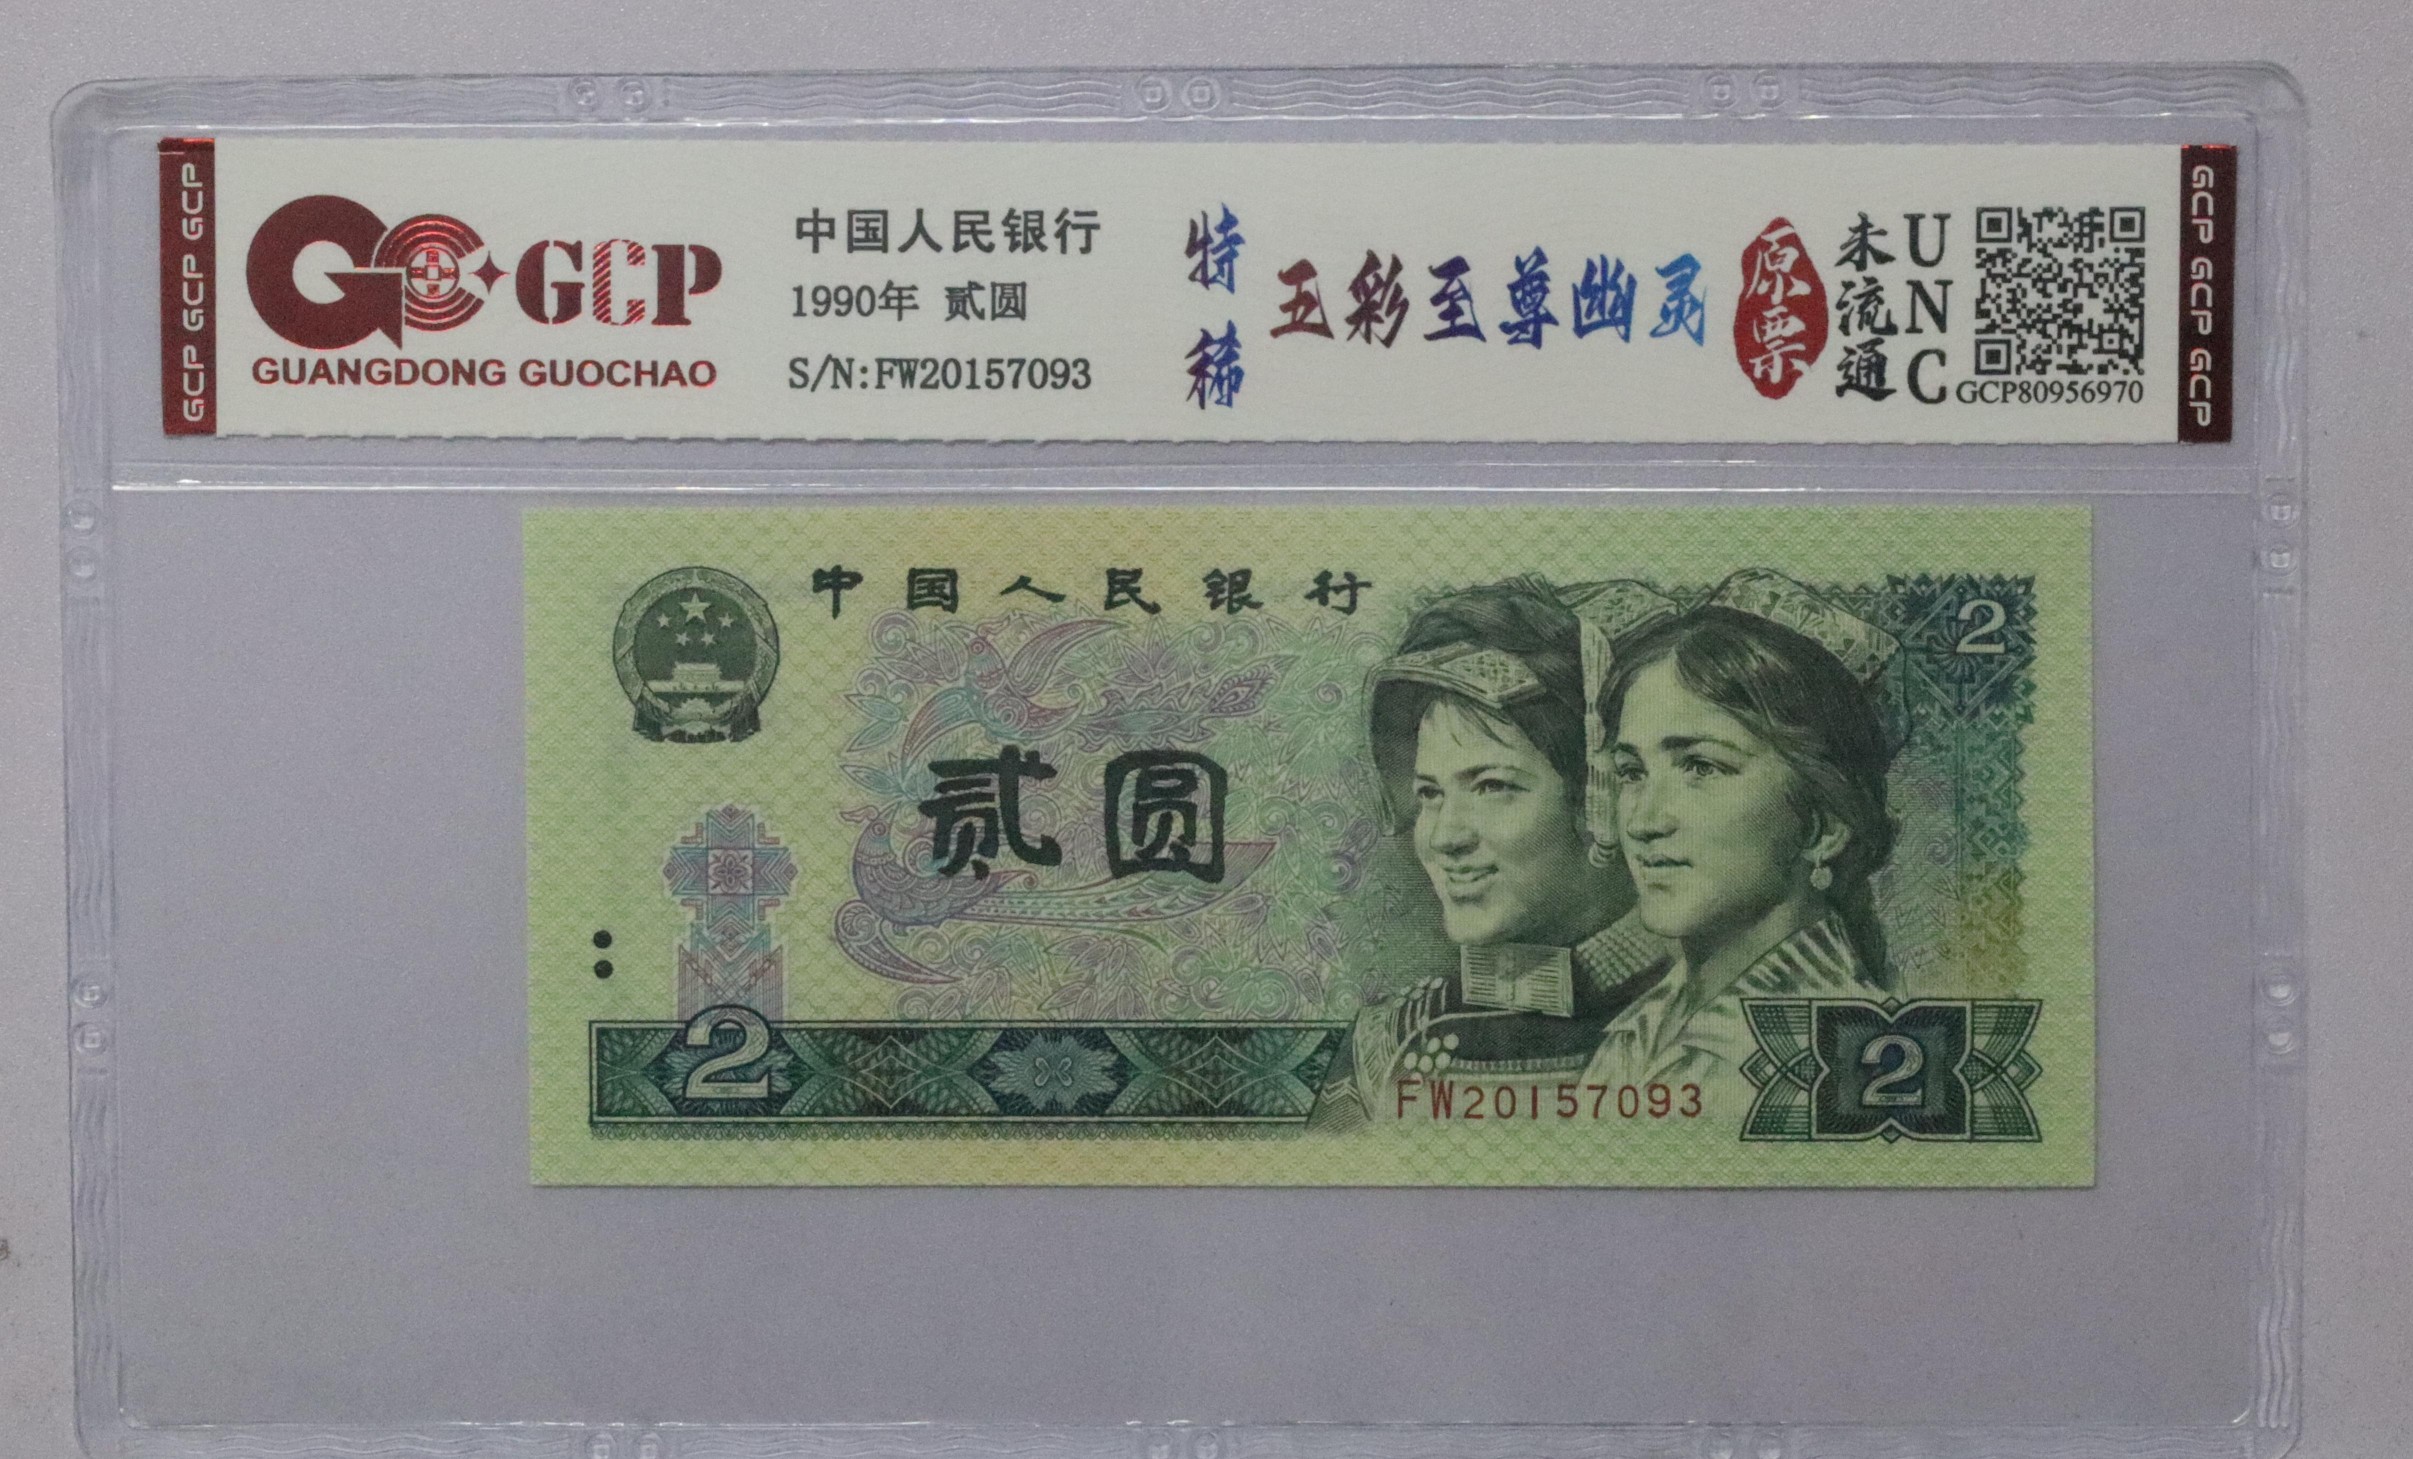 GCP GCP GCP
GCP
GUANGDONG GUOCHAO
中国人民银行
1990年 贰圆
S/N:FW20157093
特稀
五彩至尊幽灵
原票
未流通
UNC
GCP80956970
GCP GCP GCP
中国人民银行
2
贰圆
2
FW20157093
2